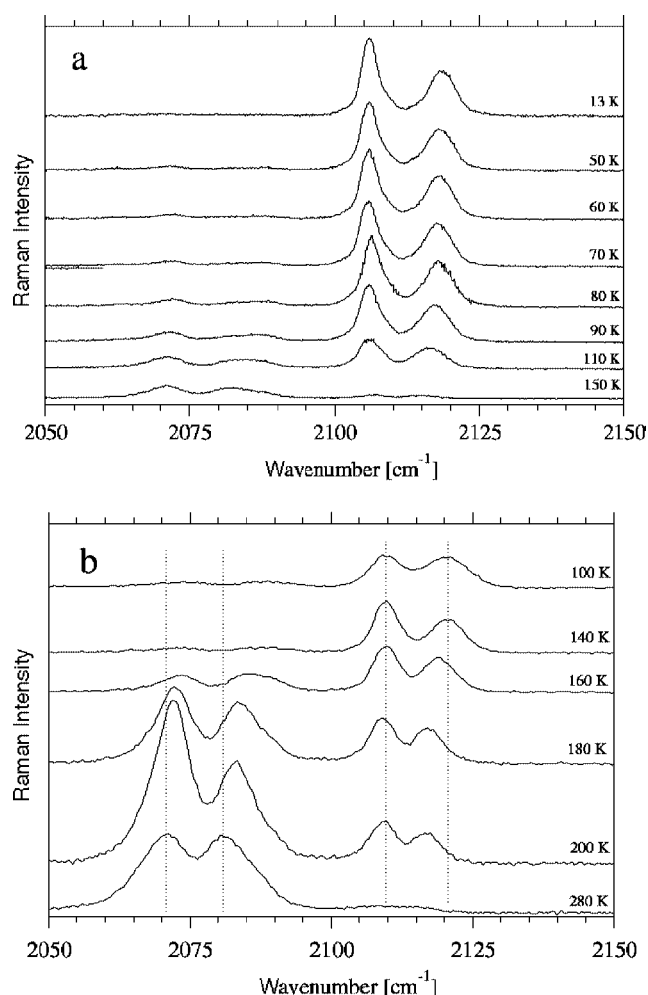 a
13 K
50 K
60 K
70 K
80 K
90 K
110 K
150 K
Raman Intensity
2050 2075 2100 2125 2150
Wavenumber [cm-1]
b
100 K
140 K
160 K
180 K
200 K
280 K
Raman Intensity
2050 2075 2100 2125 2150
Wavenumber [cm-1]